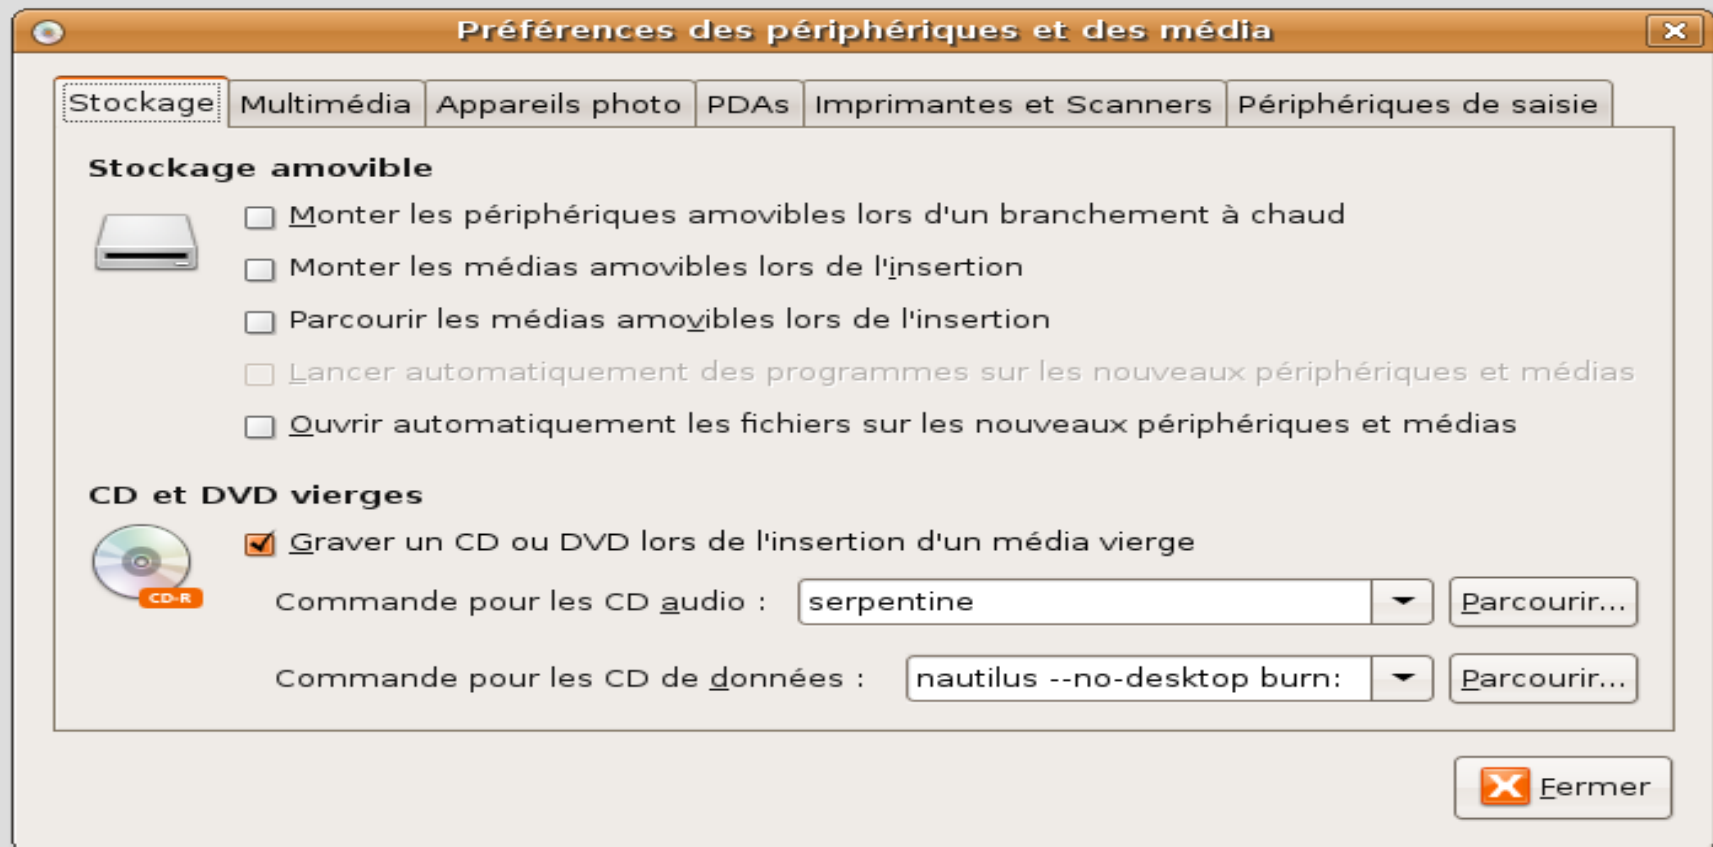 Préférences des périphériques et des média
Stockage Multimédia Appareils photo PDAs Imprimantes et Scanners Périphériques de saisie
Stockage amovible
Monter les périphériques amovibles lors d'un branchement à chaud
Monter les médias amovibles lors de l'insertion
Parcourir les médias amovibles lors de l'insertion
Lancer automatiquement des programmes sur les nouveaux périphériques et médias
Ouvrir automatiquement les fichiers sur les nouveaux périphériques et médias
CD et DVD vierges
Graver un CD ou DVD lors de l'insertion d'un média vierge
CD-R
Commande pour les CD audio : serpentine Parcourir...
Commande pour les CD de données : nautilus --no-desktop burn: Parcourir...
Fermer